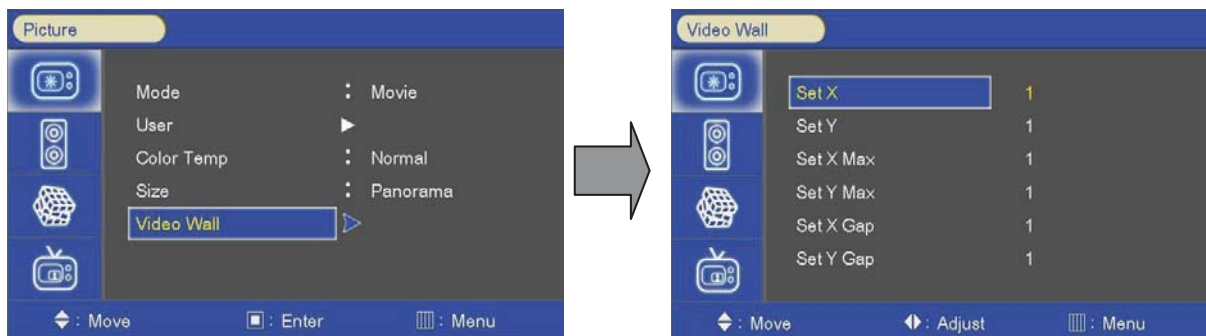 Picture
Mode : Movie
User
Color Temp : Normal
Size : Panorama
Video Wall
: Move : Enter : Menu
Video Wall
Set X 1
Set Y 1
Set X Max 1
Set Y Max 1
Set X Gap 1
Set Y Gap 1
: Move : Adjust : Menu